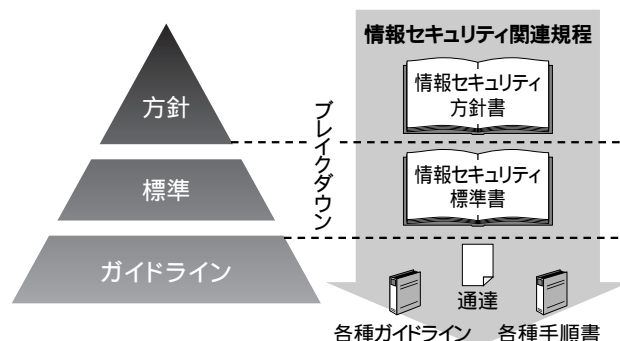 方針
標準
ガイドライン
ブレイクダウン
情報セキュリティ関連規程
情報セキュリティ
方針書
情報セキュリティ
標準書
通達
各種ガイドライン
各種手順書